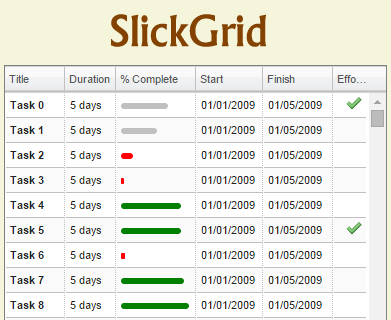 SlickGrid
Title Duration % Complete Start Finish Effo...
Task 0 5 days 01/01/2009 01/05/2009
Task 1 5 days 01/01/2009 01/05/2009
Task 2 5 days 01/01/2009 01/05/2009
Task 3 5 days 01/01/2009 01/05/2009
Task 4 5 days 01/01/2009 01/05/2009
Task 5 5 days 01/01/2009 01/05/2009
Task 6 5 days 01/01/2009 01/05/2009
Task 7 5 days 01/01/2009 01/05/2009
Task 8 5 days 01/01/2009 01/05/2009